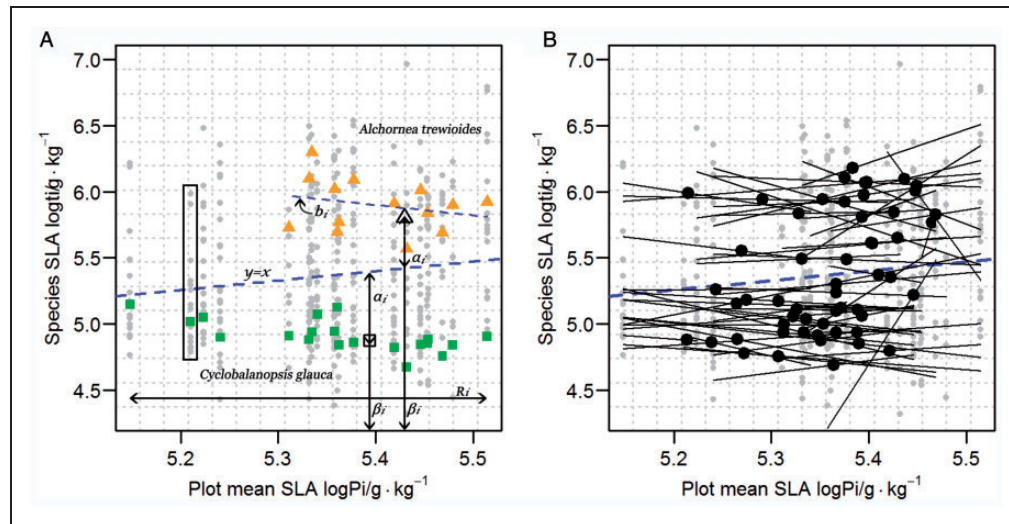 A
B
7.0
6.5
6.0
5.5
5.0
4.5
Species SLA logti/g · kg⁻¹
Alchornea trewioides
bᵢ
αᵢ
y=x
αᵢ
Cyclobalanopsis glauca
Rᵢ
βᵢ
βᵢ
5.2
5.3
5.4
5.5
Plot mean SLA logPi/g · kg⁻¹
7.0
6.5
6.0
5.5
5.0
4.5
Species SLA logti/g · kg⁻¹
5.2
5.3
5.4
5.5
Plot mean SLA logPi/g · kg⁻¹